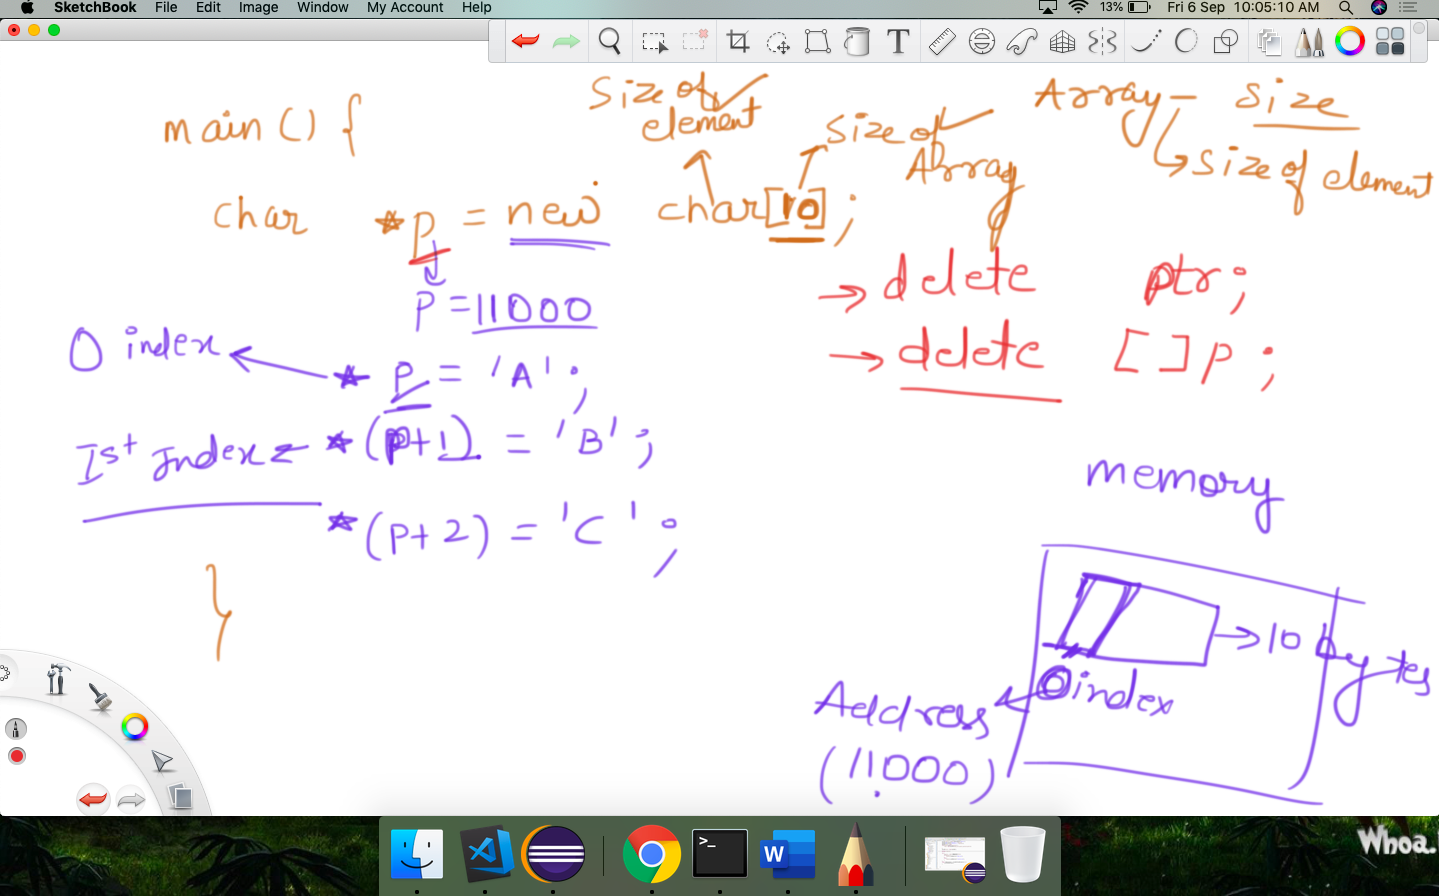 SketchBook File Edit Image Window My Account Help 13% Fri 6 Sep 10:05:10 AM
T
main() {
Size of element
Size of Array
Array - Size
Size of element
char *p = new char[10];
P = 11000
delete ptr;
delete []p;
0 index
*p = 'A';
Ist Index
*(p+1) = 'B';
*(p+2) = 'C';
}
memory
10 bytes
0 index
Address
(11000)
>_
W
Whoa.